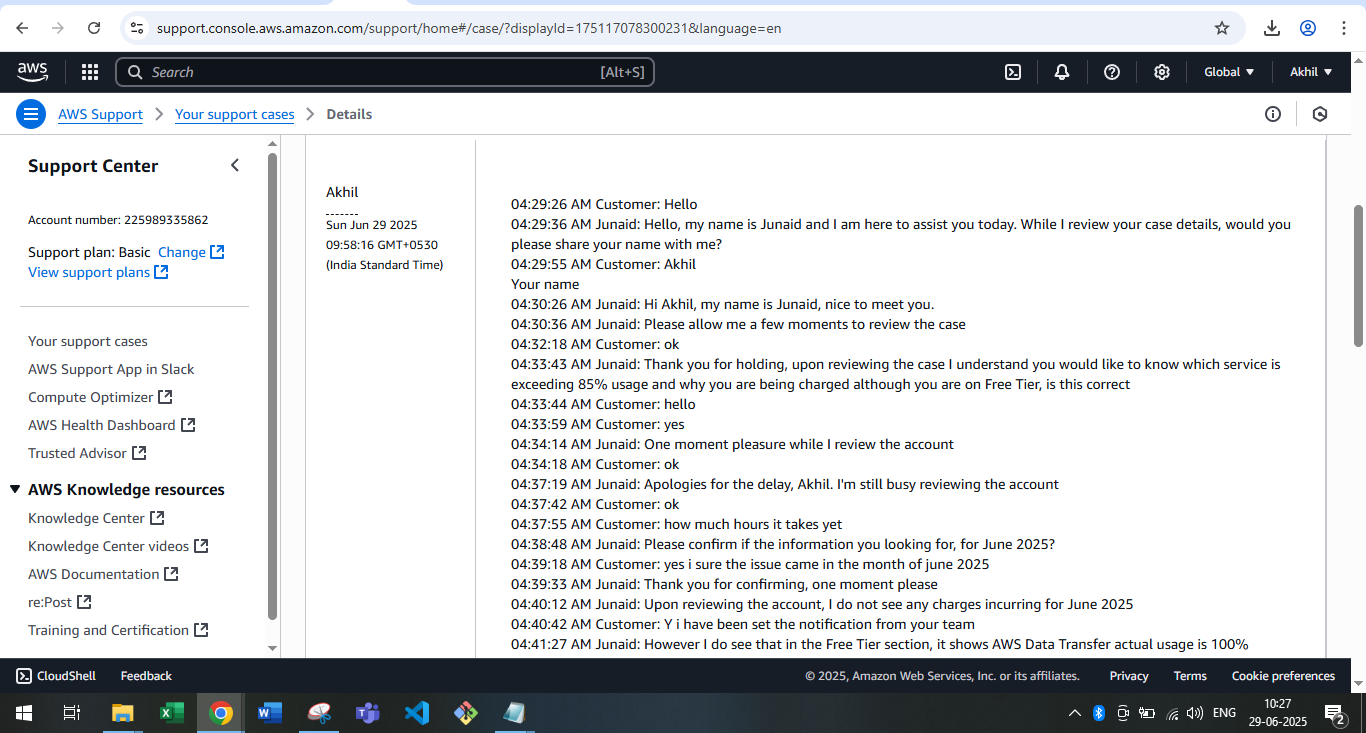 support.console.aws.amazon.com/support/home#/case/?displayId=175117078300231&language=en
aws
Search
[Alt+S]
Global
Akhil
AWS Support
Your support cases
Details
Support Center
Account number: 225989335862
Support plan: Basic Change
View support plans
Your support cases
AWS Support App in Slack
Compute Optimizer
AWS Health Dashboard
Trusted Advisor
AWS Knowledge resources
Knowledge Center
Knowledge Center videos
AWS Documentation
re:Post
Training and Certification
Akhil
-------
Sun Jun 29 2025
09:58:16 GMT+0530
(India Standard Time)
04:29:26 AM Customer: Hello
04:29:36 AM Junaid: Hello, my name is Junaid and I am here to assist you today. While I review your case details, would you
please share your name with me?
04:29:55 AM Customer: Akhil
Your name
04:30:26 AM Junaid: Hi Akhil, my name is Junaid, nice to meet you.
04:30:36 AM Junaid: Please allow me a few moments to review the case
04:32:18 AM Customer: ok
04:33:43 AM Junaid: Thank you for holding, upon reviewing the case I understand you would like to know which service is
exceeding 85% usage and why you are being charged although you are on Free Tier, is this correct
04:33:44 AM Customer: hello
04:33:59 AM Customer: yes
04:34:14 AM Junaid: One moment pleasure while I review the account
04:34:18 AM Customer: ok
04:37:19 AM Junaid: Apologies for the delay, Akhil. I'm still busy reviewing the account
04:37:42 AM Customer: ok
04:37:55 AM Customer: how much hours it takes yet
04:38:48 AM Junaid: Please confirm if the information you looking for, for June 2025?
04:39:18 AM Customer: yes i sure the issue came in the month of june 2025
04:39:33 AM Junaid: Thank you for confirming, one moment please
04:40:12 AM Junaid: Upon reviewing the account, I do not see any charges incurring for June 2025
04:40:42 AM Customer: Y i have been set the notification from your team
04:41:27 AM Junaid: However I do see that in the Free Tier section, it shows AWS Data Transfer actual usage is 100%
CloudShell
Feedback
© 2025, Amazon Web Services, Inc. or its affiliates.
Privacy
Terms
Cookie preferences
ENG
10:27
29-06-2025
2